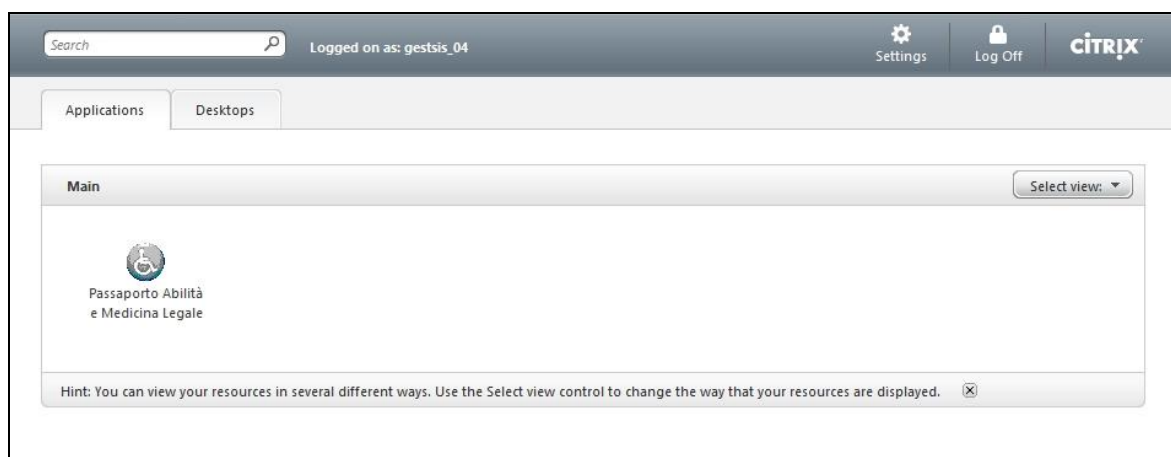 Search
Logged on as: gestsis_04
Settings
Log Off
CİTRIX
Applications
Desktops
Main
Select view:
Passaporto Abilità
e Medicina Legale
Hint: You can view your resources in several different ways. Use the Select view control to change the way that your resources are displayed.